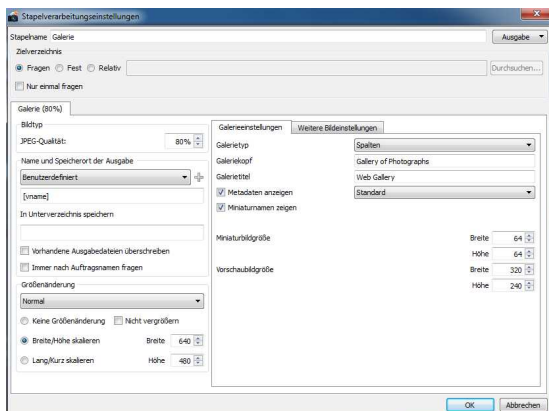 Stapelverarbeitungseinstellungen
Stapelname Galerie Ausgabe
Zielverzeichnis
Fragen Fest Relativ Durchsuchen...
Nur einmal fragen
Galerie (80%)
Bildtyp
JPEG-Qualität: 80%
Name und Speicherort der Ausgabe
Benutzerdefiniert
[vname]
In Unterverzeichnis speichern
Vorhandene Ausgabedateien überschreiben
Immer nach Auftragsnamen fragen
Größenänderung
Normal
Keine Größenänderung Nicht vergrößern
Breite/Höhe skalieren Breite 640
Lang/Kurz skalieren Höhe 480
Galerieeinstellungen Weitere Bildeinstellungen
Galerietyp Spalten
Galeriekopf Gallery of Photographs
Galerietitel Web Gallery
Metadaten anzeigen Standard
Miniaturnamen zeigen
Miniaturbildgröße Breite 64
Höhe 64
Vorschaubildgröße Breite 320
Höhe 240
OK Abbrechen